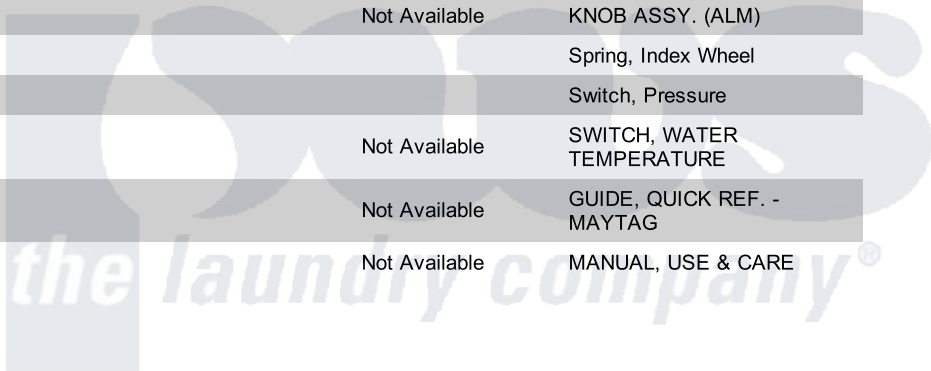 Not Available KNOB ASSY. (ALM)
Spring, Index Wheel
Switch, Pressure
Not Available SWITCH, WATER
TEMPERATURE
Not Available GUIDE, QUICK REF. -
MAYTAG
Not Available MANUAL, USE & CARE
the laundry company®